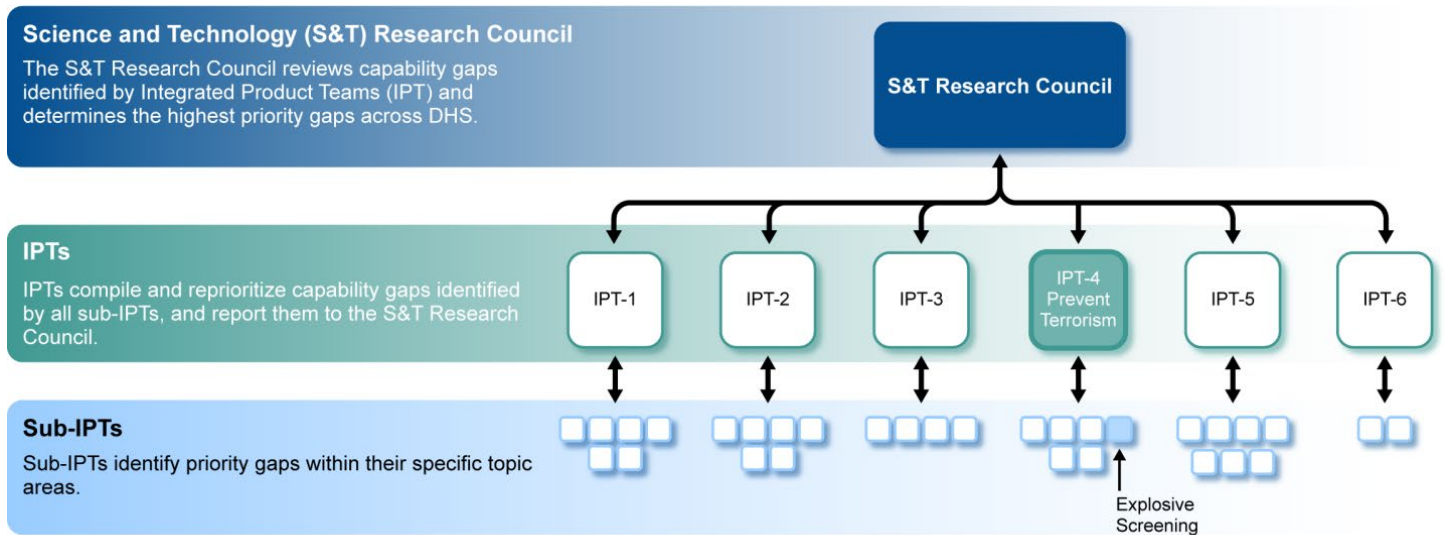 Science and Technology (S&T) Research Council
The S&T Research Council reviews capability gaps
identified by Integrated Product Teams (IPT) and
determines the highest priority gaps across DHS.
S&T Research Council
IPTs
IPTs compile and reprioritize capability gaps identified
by all sub-IPTs, and report them to the S&T Research
Council.
IPT-1
IPT-2
IPT-3
IPT-4
Prevent
Terrorism
IPT-5
IPT-6
Sub-IPTs
Sub-IPTs identify priority gaps within their specific topic
areas.
Explosive
Screening